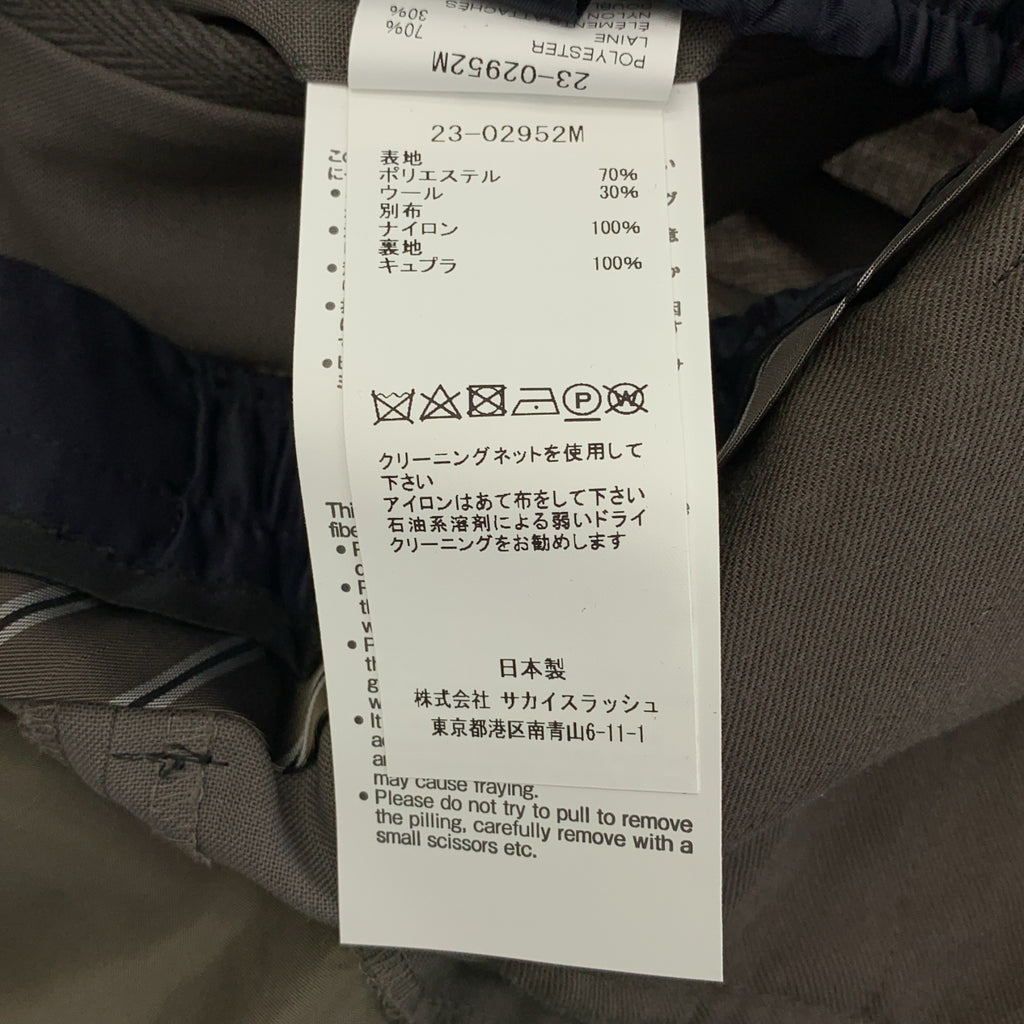 23-02952M
POLYESTER
LAINE 70%
30%
23-02952M
表地
ポリエステル 70%
ウール 30%
別布
ナイロン 100%
裏地
キュプラ 100%
P W
クリーニングネットを使用して
下さい
アイロンはあて布をして下さい
石油系溶剤による弱いドライ
クリーニングをお勧めします
日本製
株式会社 サカイスラッシュ
東京都港区南青山6-11-1
may cause fraying.
• Please do not try to pull to remove
the pilling, carefully remove with a
small scissors etc.